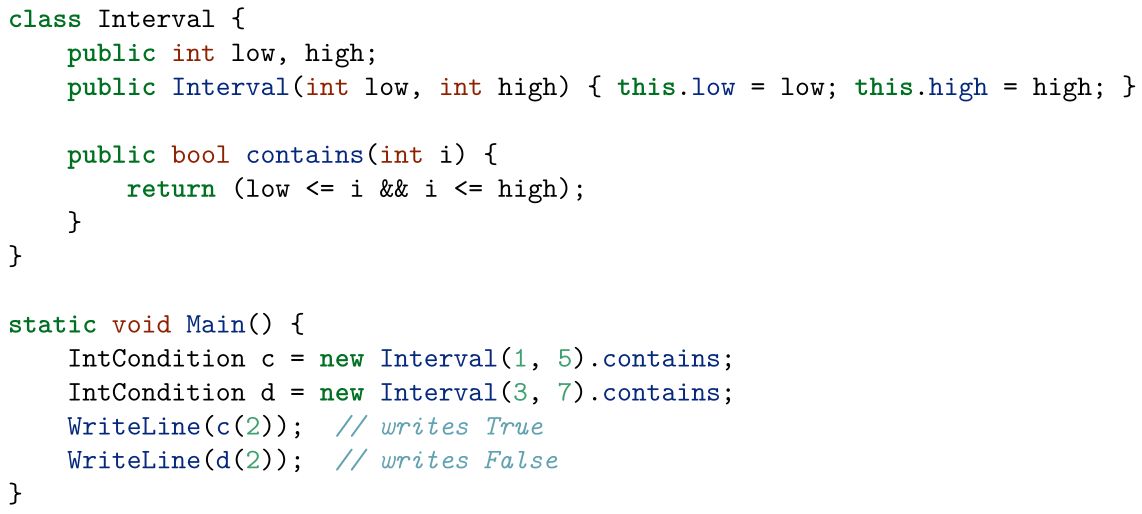 class Interval {
    public int low, high;
    public Interval(int low, int high) { this.low = low; this.high = high; }

    public bool contains(int i) {
        return (low <= i && i <= high);
    }
}

static void Main() {
    IntCondition c = new Interval(1, 5).contains;
    IntCondition d = new Interval(3, 7).contains;
    WriteLine(c(2));  // writes True
    WriteLine(d(2));  // writes False
}